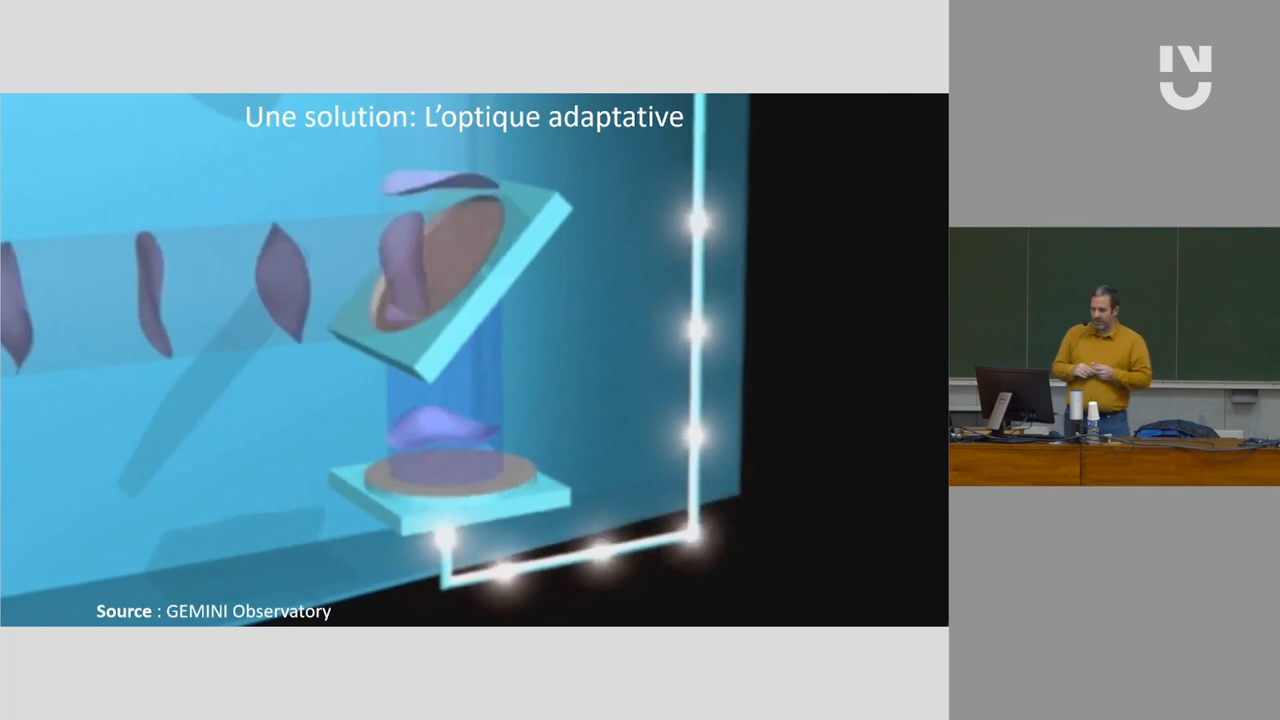 Une solution: L’optique adaptative
Source : GEMINI Observatory